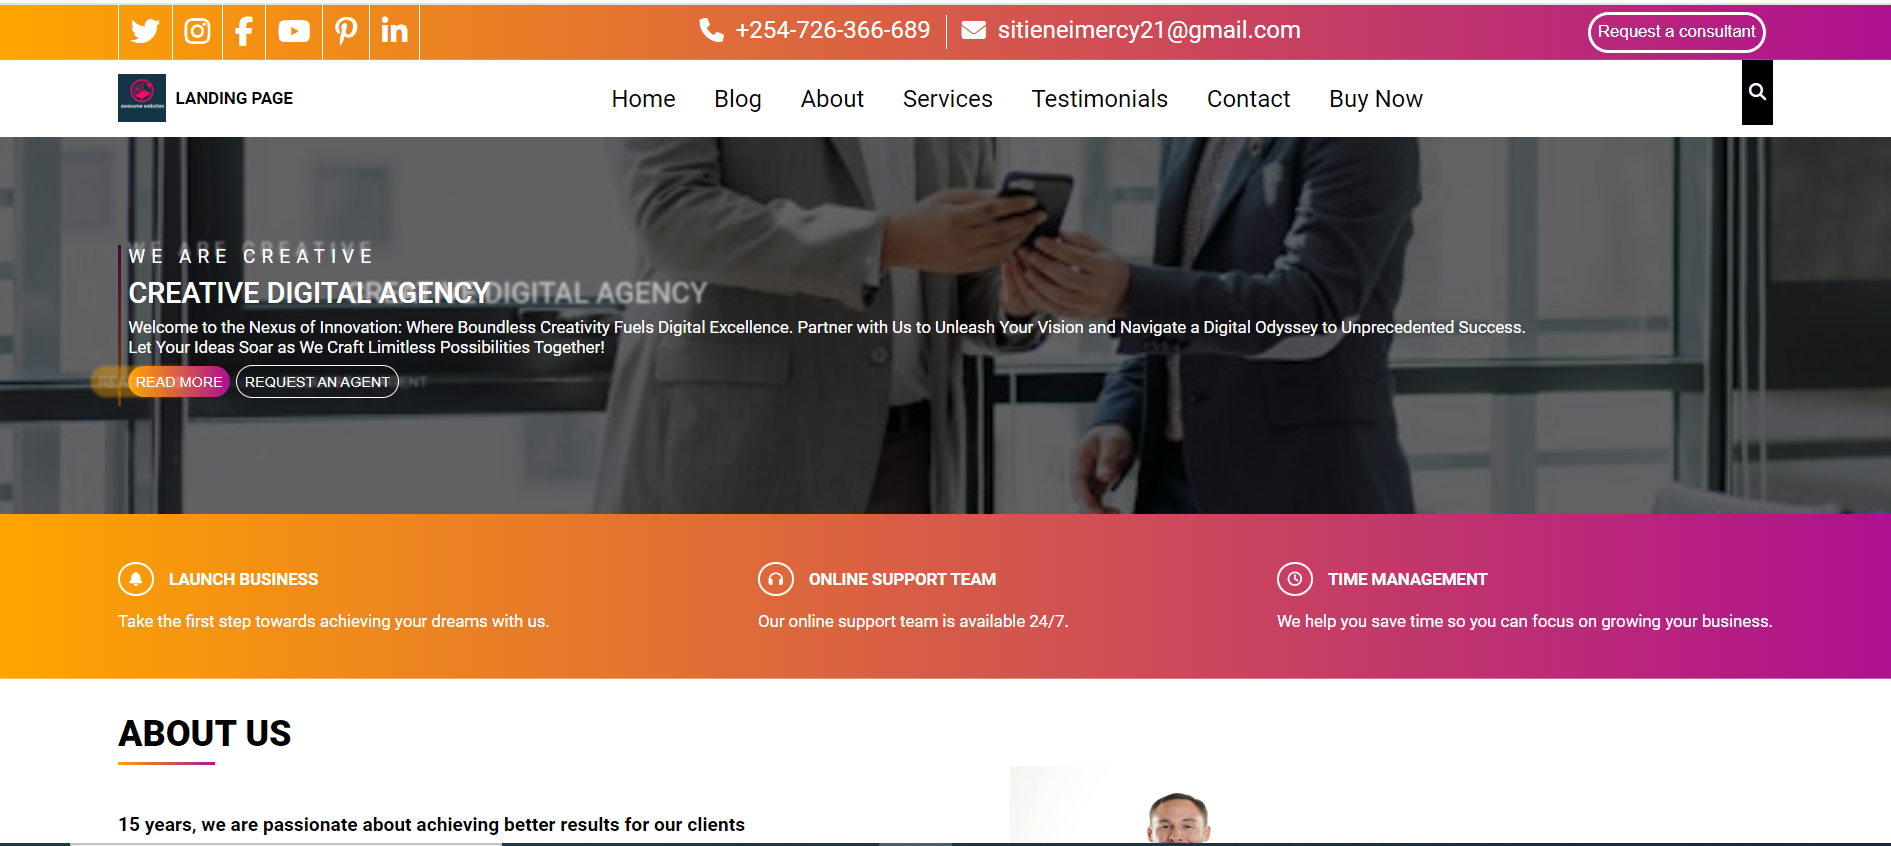 +254-726-366-689
sitieneimercy21@gmail.com
Request a consultant
awesome websites
LANDING PAGE
Home
Blog
About
Services
Testimonials
Contact
Buy Now
WE ARE CREATIVE
CREATIVE DIGITAL AGENCY
Welcome to the Nexus of Innovation: Where Boundless Creativity Fuels Digital Excellence. Partner with Us to Unleash Your Vision and Navigate a Digital Odyssey to Unprecedented Success.
Let Your Ideas Soar as We Craft Limitless Possibilities Together!
READ MORE
REQUEST AN AGENT
LAUNCH BUSINESS
ONLINE SUPPORT TEAM
TIME MANAGEMENT
Take the first step towards achieving your dreams with us.
Our online support team is available 24/7.
We help you save time so you can focus on growing your business.
ABOUT US
15 years, we are passionate about achieving better results for our clients